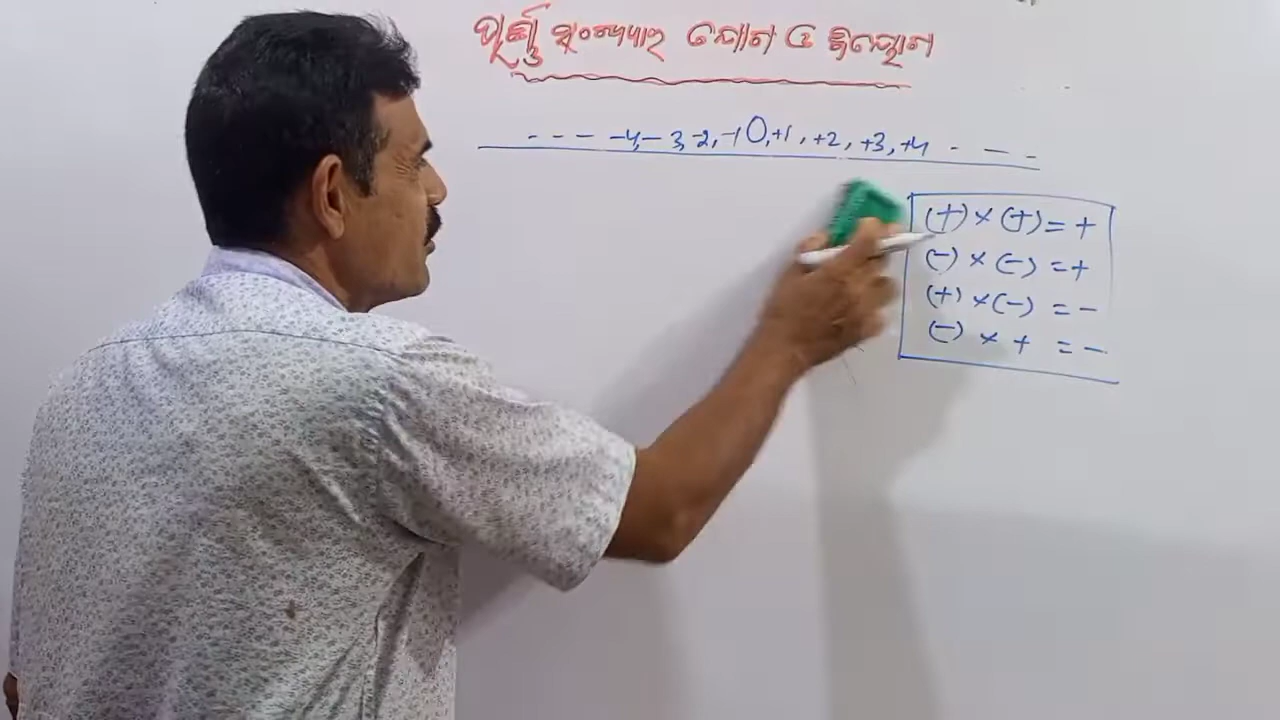 ପୂର୍ଣ୍ଣ ସଂଖ୍ୟାର ଯୋଗ ଓ ବିୟୋଗ
- - - -4, -3, -2, -1 0, +1, +2, +3, +4 - - -
(+) × (+) = +
(-) × (-) = +
(+) × (-) = -
(-) × + = -